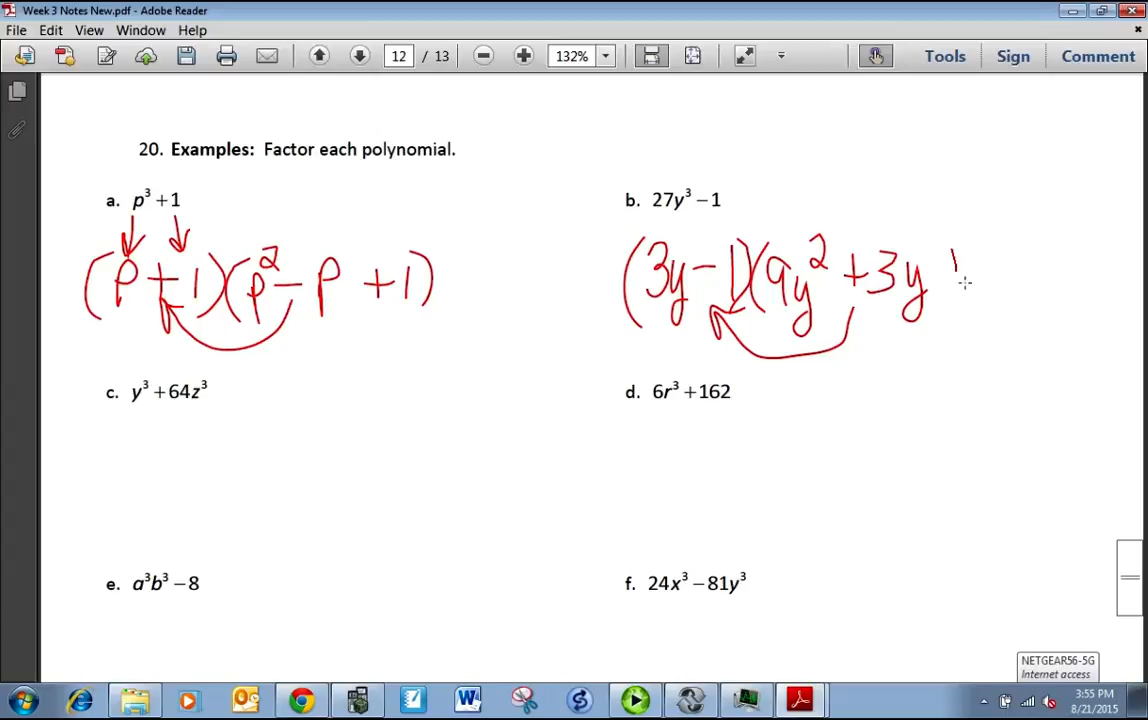 Week 3 Notes New.pdf - Adobe Reader
File Edit View Window Help
12 / 13 132% Tools Sign Comment
20. Examples: Factor each polynomial.
a. p³ + 1
b. 27y³ − 1
(p + 1)(p² − p + 1)
(3y − 1)(9y² + 3y
c. y³ + 64z³
d. 6r³ + 162
e. a³b³ − 8
f. 24x³ − 81y³
NETGEAR56-5G
Internet access
3:55 PM
8/21/2015